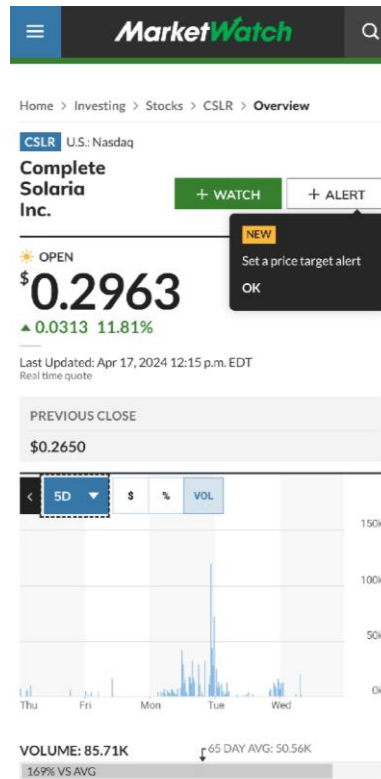 MarketWatch
Home > Investing > Stocks > CSLR > Overview
CSLR U.S.: Nasdaq
Complete
Solaria
Inc.
+ WATCH
+ ALERT
NEW
Set a price target alert
OK
OPEN
$0.2963
▲ 0.0313 11.81%
Last Updated: Apr 17, 2024 12:15 p.m. EDT
Real time quote
PREVIOUS CLOSE
$0.2650
< 5D ▼ $ % VOL
150k
100k
50k
0k
Thu Fri Mon Tue Wed
VOLUME: 85.71K
65 DAY AVG: 50.56K
169% VS AVG